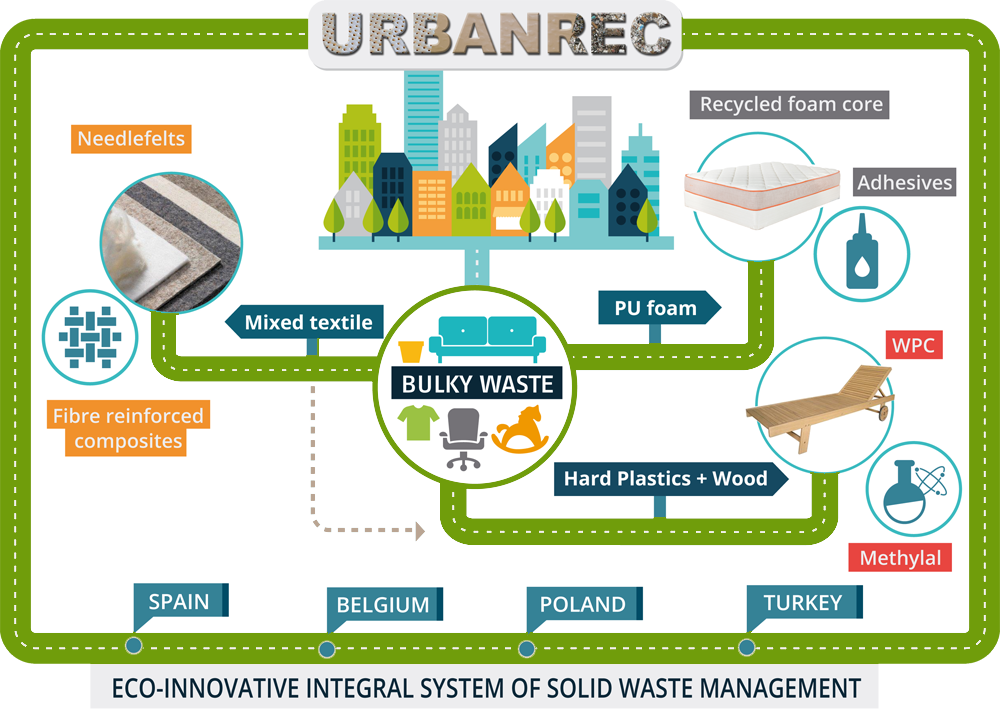 URBANREC
Needlefelts
Recycled foam core
Adhesives
Mixed textile
PU foam
WPC
BULKY WASTE
Fibre reinforced
composites
Hard Plastics + Wood
Methylal
SPAIN
BELGIUM
POLAND
TURKEY
ECO-INNOVATIVE INTEGRAL SYSTEM OF SOLID WASTE MANAGEMENT